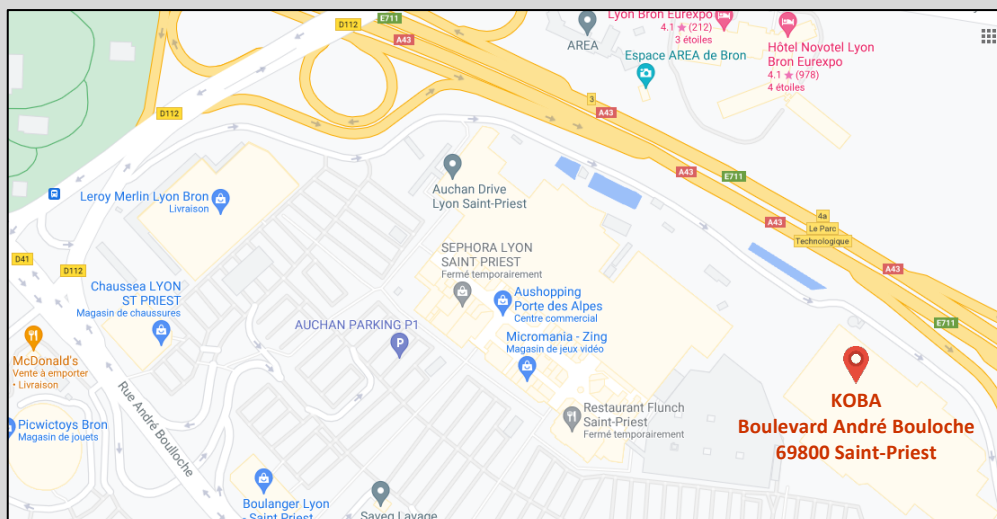 D112
E711
A43
Lyon Bron Eurexpo
4.1 ★ (212)
3 étoiles
AREA
Espace AREA de Bron
Hôtel Novotel Lyon
Bron Eurexpo
4.1 ★ (978)
4 étoiles
D112
3
A43
Leroy Merlin Lyon Bron
Livraison
Auchan Drive
Lyon Saint-Priest
A43
E711
4a
Le Parc
Technologique
A43
D41
D112
SEPHORA LYON
SAINT PRIEST
Fermé temporairement
A43
Chaussea LYON
ST PRIEST
Magasin de chaussures
Aushopping
Porte des Alpes
Centre commercial
AUCHAN PARKING P1
P
Micromania - Zing
Magasin de jeux vidéo
E711
McDonald's
Vente à emporter
• Livraison
Rue André Boulloche
Picwictoys Bron
Magasin de jouets
Restaurant Flunch
Saint-Priest
Fermé temporairement
KOBA
Boulevard André Bouloche
69800 Saint-Priest
Boulanger Lyon
- Saint Priest
Saveg Lavage